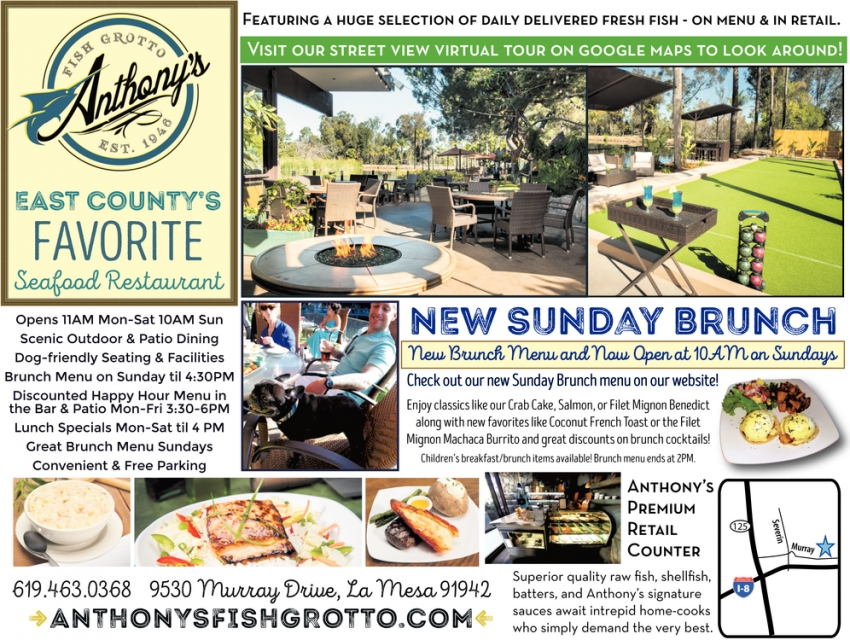 FISH GROTTO
Anthony's
EST. 1946
EAST COUNTY'S
FAVORITE
Seafood Restaurant
FEATURING A HUGE SELECTION OF DAILY DELIVERED FRESH FISH - ON MENU & IN RETAIL.
VISIT OUR STREET VIEW VIRTUAL TOUR ON GOOGLE MAPS TO LOOK AROUND!
Opens 11AM Mon-Sat 10AM Sun
Scenic Outdoor & Patio Dining
Dog-friendly Seating & Facilities
Brunch Menu on Sunday til 4:30PM
Discounted Happy Hour Menu in
the Bar & Patio Mon-Fri 3:30-6PM
Lunch Specials Mon-Sat til 4 PM
Great Brunch Menu Sundays
Convenient & Free Parking
NEW SUNDAY BRUNCH
New Brunch Menu and Now Open at 10AM on Sundays
Check out our new Sunday Brunch menu on our website!
Enjoy classics like our Crab Cake, Salmon, or Filet Mignon Benedict
along with new favorites like Coconut French Toast or the Filet
Mignon Machaca Burrito and great discounts on brunch cocktails!
Children's breakfast/brunch items available! Brunch menu ends at 2PM.
ANTHONY'S
PREMIUM
RETAIL
COUNTER
Superior quality raw fish, shellfish,
batters, and Anthony's signature
sauces await intrepid home-cooks
who simply demand the very best.
125
Severin
Murray
I-8
619.463.0368 9530 Murray Drive, La Mesa 91942
ANTHONYSFISHGROTTO.COM